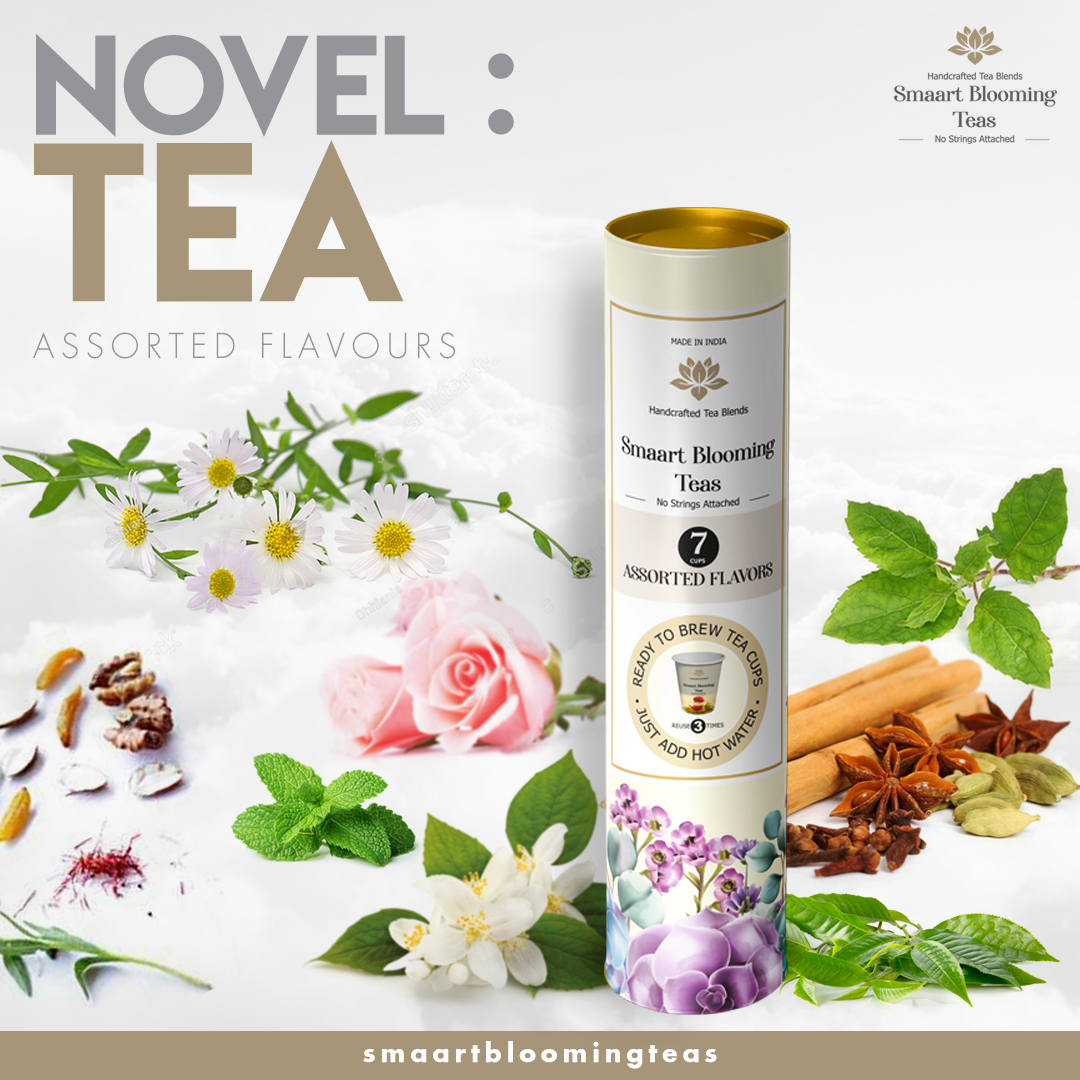 NOVEL :
TEA
ASSORTED FLAVOURS
Handcrafted Tea Blends
Smaart Blooming
Teas
No Strings Attached
MADE IN INDIA
Handcrafted Tea Blends
Smaart Blooming
Teas
No Strings Attached
7
CUPS
ASSORTED FLAVORS
READY TO BREW TEA CUPS
REUSE 3 TIMES
• JUST ADD HOT WATER •
smaartbloomingteas